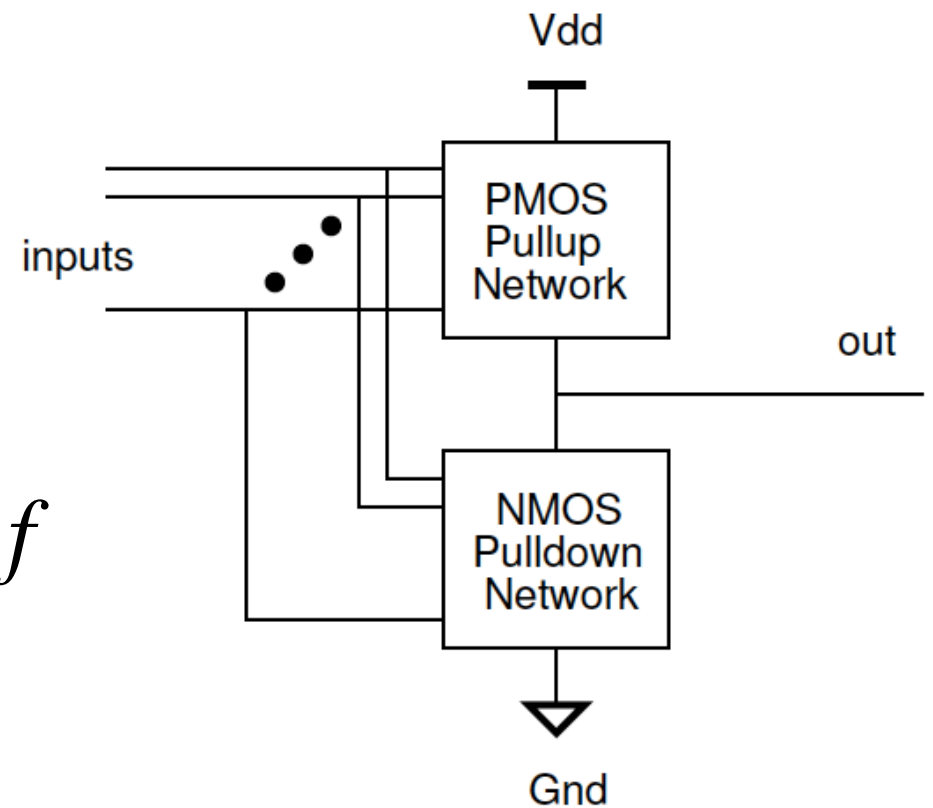 Vdd
PMOS
Pullup
Network
inputs
out
f
NMOS
Pulldown
Network
Gnd